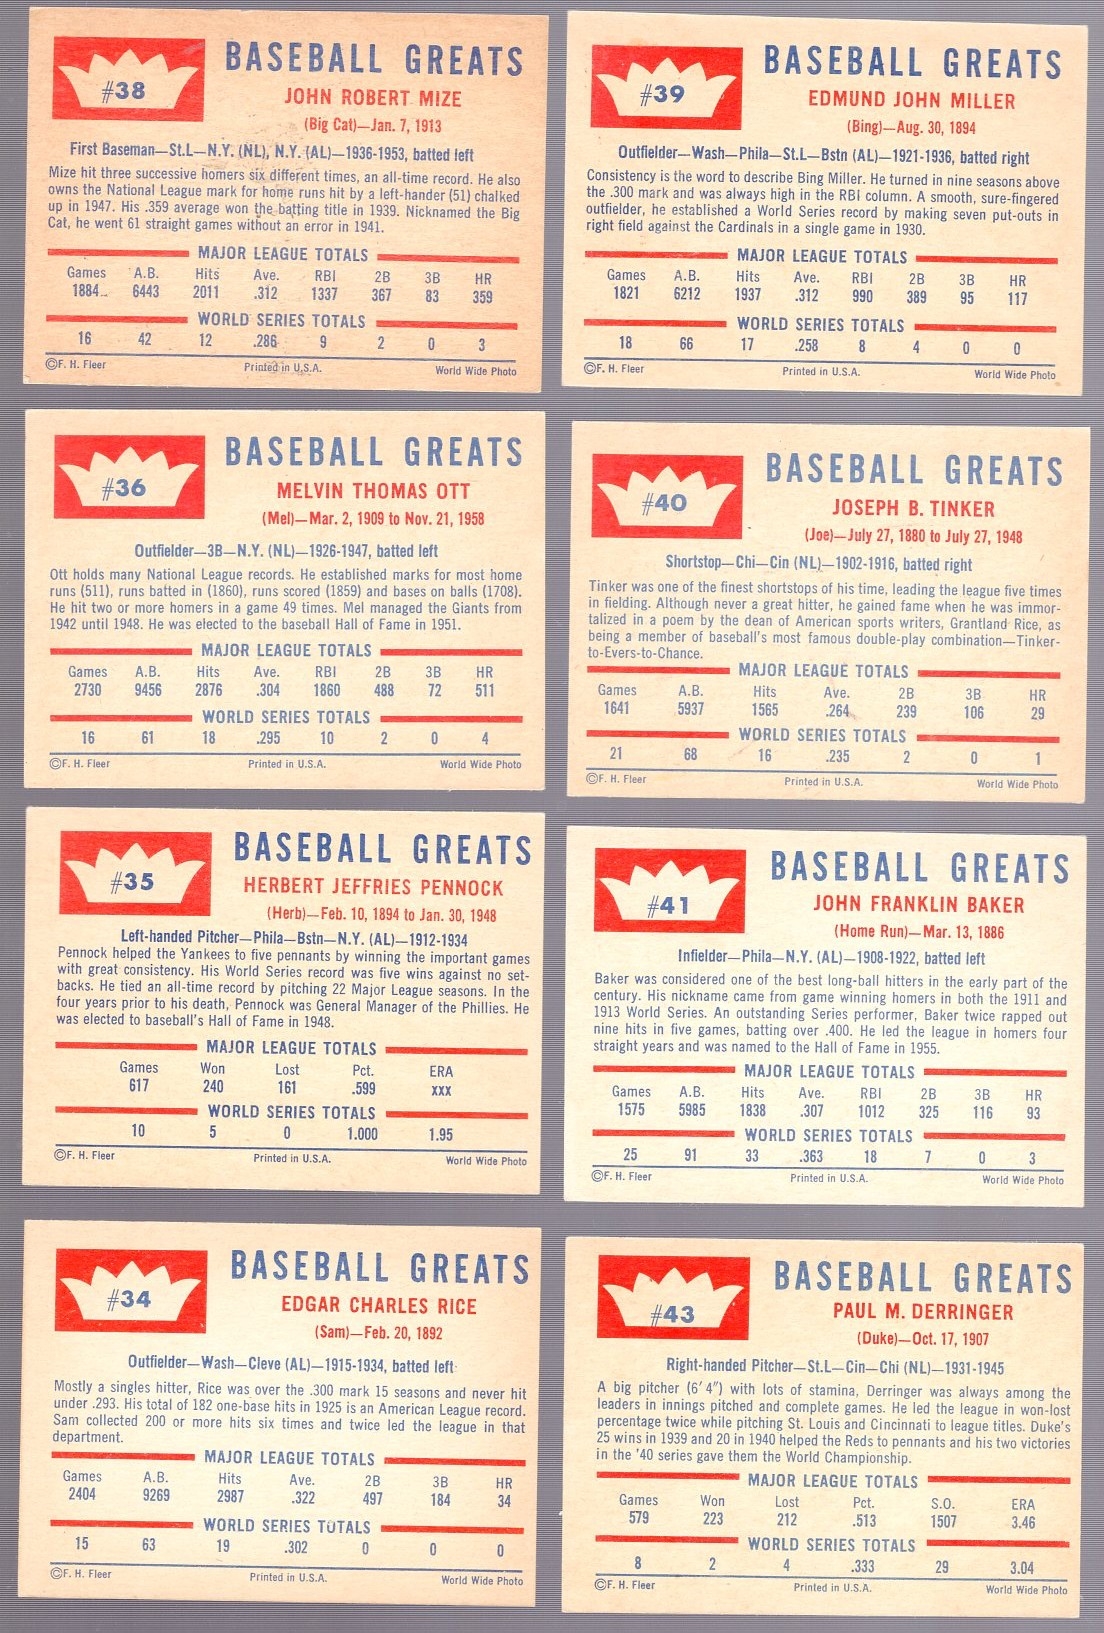 #38
BASEBALL GREATS
JOHN ROBERT MIZE
(Big Cat)—Jan. 7, 1913
First Baseman—St.L—N.Y. (NL), N.Y. (AL)—1936-1953, batted left
Mize hit three successive homers six different times, an all-time record. He also
owns the National League mark for home runs hit by a left-hander (51) chalked
up in 1947. His .359 average won the batting title in 1939. Nicknamed the Big
Cat, he went 61 straight games without an error in 1941.
MAJOR LEAGUE TOTALS
Games A.B. Hits Ave. RBI 2B 3B HR
1884 6443 2011 .312 1337 367 83 359
WORLD SERIES TOTALS
16 42 12 .286 9 2 0 3
©F. H. Fleer Printed in U.S.A. World Wide Photo
#39
BASEBALL GREATS
EDMUND JOHN MILLER
(Bing)—Aug. 30, 1894
Outfielder—Wash—Phila—St.L—Bstn (AL)—1921-1936, batted right
Consistency is the word to describe Bing Miller. He turned in nine seasons above
the .300 mark and was always high in the RBI column. A smooth, sure-fingered
outfielder, he established a World Series record by making seven put-outs in
right field against the Cardinals in a single game in 1930.
MAJOR LEAGUE TOTALS
Games A.B. Hits Ave. RBI 2B 3B HR
1821 6212 1937 .312 990 389 95 117
WORLD SERIES TOTALS
18 66 17 .258 8 4 0 0
©F. H. Fleer Printed in U.S.A. World Wide Photo
#36
BASEBALL GREATS
MELVIN THOMAS OTT
(Mel)—Mar. 2, 1909 to Nov. 21, 1958
Outfielder—3B—N.Y. (NL)—1926-1947, batted left
Ott holds many National League records. He established marks for most home
runs (511), runs batted in (1860), runs scored (1859) and bases on balls (1708).
He hit two or more homers in a game 49 times. Mel managed the Giants from
1942 until 1948. He was elected to the baseball Hall of Fame in 1951.
MAJOR LEAGUE TOTALS
Games A.B. Hits Ave. RBI 2B 3B HR
2730 9456 2876 .304 1860 488 72 511
WORLD SERIES TOTALS
16 61 18 .295 10 2 0 4
©F. H. Fleer Printed in U.S.A. World Wide Photo
#40
BASEBALL GREATS
JOSEPH B. TINKER
(Joe)—July 27, 1880 to July 27, 1948
Shortstop—Chi—Cin (NL)—1902-1916, batted right
Tinker was one of the finest shortstops of his time, leading the league five times
in fielding. Although never a great hitter, he gained fame when he was immor-
talized in a poem by the dean of American sports writers, Grantland Rice, as
being a member of baseball's most famous double-play combination—Tinker-
to-Evers-to-Chance.
MAJOR LEAGUE TOTALS
Games A.B. Hits Ave. 2B 3B HR
1641 5937 1565 .264 239 106 29
WORLD SERIES TOTALS
21 68 16 .235 2 0 1
©F. H. Fleer Printed in U.S.A. World Wide Photo
#35
BASEBALL GREATS
HERBERT JEFFRIES PENNOCK
(Herb)—Feb. 10, 1894 to Jan. 30, 1948
Left-handed Pitcher—Phila—Bstn—N.Y. (AL)—1912-1934
Pennock helped the Yankees to five pennants by winning the important games
with great consistency. His World Series record was five wins against no set-
backs. He tied an all-time record by pitching 22 Major League seasons. In the
four years prior to his death, Pennock was General Manager of the Phillies. He
was elected to baseball's Hall of Fame in 1948.
MAJOR LEAGUE TOTALS
Games Won Lost Pct. ERA
617 240 161 .599 xxx
WORLD SERIES TOTALS
10 5 0 1.000 1.95
©F. H. Fleer Printed in U.S.A. World Wide Photo
#41
BASEBALL GREATS
JOHN FRANKLIN BAKER
(Home Run)—Mar. 13, 1886
Infielder—Phila—N.Y. (AL)—1908-1922, batted left
Baker was considered one of the best long-ball hitters in the early part of the
century. His nickname came from game winning homers in both the 1911 and
1913 World Series. An outstanding Series performer, Baker twice rapped out
nine hits in five games, batting over .400. He led the league in homers four
straight years and was named to the Hall of Fame in 1955.
MAJOR LEAGUE TOTALS
Games A.B. Hits Ave. RBI 2B 3B HR
1575 5985 1838 .307 1012 325 116 93
WORLD SERIES TOTALS
25 91 33 .363 18 7 0 3
©F. H. Fleer Printed in U.S.A. World Wide Photo
#34
BASEBALL GREATS
EDGAR CHARLES RICE
(Sam)—Feb. 20, 1892
Outfielder—Wash—Cleve (AL)—1915-1934, batted left
Mostly a singles hitter, Rice was over the .300 mark 15 seasons and never hit
under .293. His total of 182 one-base hits in 1925 is an American League record.
Sam collected 200 or more hits six times and twice led the league in that
department.
MAJOR LEAGUE TOTALS
Games A.B. Hits Ave. 2B 3B HR
2404 9269 2987 .322 497 184 34
WORLD SERIES TOTALS
15 63 19 .302 0 0 0
©F. H. Fleer Printed in U.S.A. World Wide Photo
#43
BASEBALL GREATS
PAUL M. DERRINGER
(Duke)—Oct. 17, 1907
Right-handed Pitcher—St.L—Cin—Chi (NL)—1931-1945
A big pitcher (6' 4") with lots of stamina, Derringer was always among the
leaders in innings pitched and complete games. He led the league in won-lost
percentage twice while pitching St. Louis and Cincinnati to league titles. Duke's
25 wins in 1939 and 20 in 1940 helped the Reds to pennants and his two victories
in the '40 series gave them the World Championship.
MAJOR LEAGUE TOTALS
Games Won Lost Pct. S.O. ERA
579 223 212 .513 1507 3.46
WORLD SERIES TOTALS
8 2 4 .333 29 3.04
©F. H. Fleer Printed in U.S.A. World Wide Photo